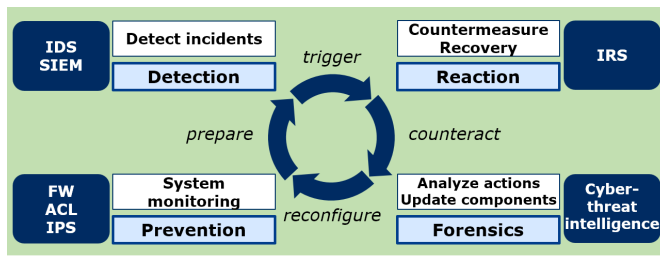 IDS
SIEM
Detect incidents
Detection
trigger
Countermeasure
Recovery
Reaction
IRS
prepare
counteract
FW
ACL
IPS
System
monitoring
Prevention
reconfigure
Analyze actions
Update components
Forensics
Cyber-
threat
intelligence